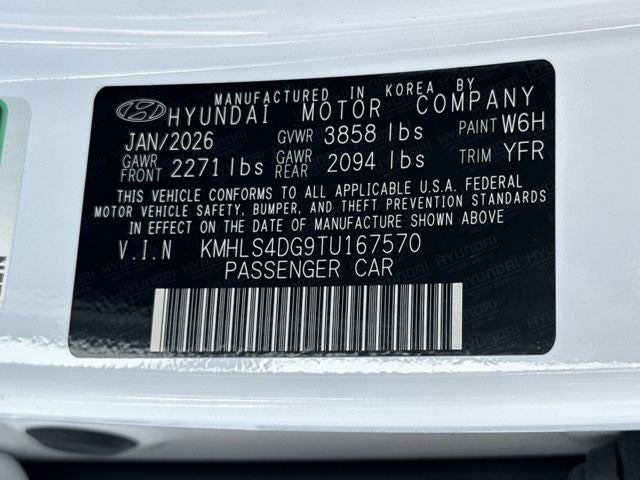 MANUFACTURED IN KOREA BY
HYUNDAI MOTOR COMPANY
JAN/2026 GVWR 3858 lbs PAINT W6H
GAWR FRONT 2271 lbs GAWR REAR 2094 lbs TRIM YFR
THIS VEHICLE CONFORMS TO ALL APPLICABLE U.S.A. FEDERAL
MOTOR VEHICLE SAFETY, BUMPER, AND THEFT PREVENTION STANDARDS
IN EFFECT ON THE DATE OF MANUFACTURE SHOWN ABOVE
V.I.N KMHLS4DG9TU167570
PASSENGER CAR